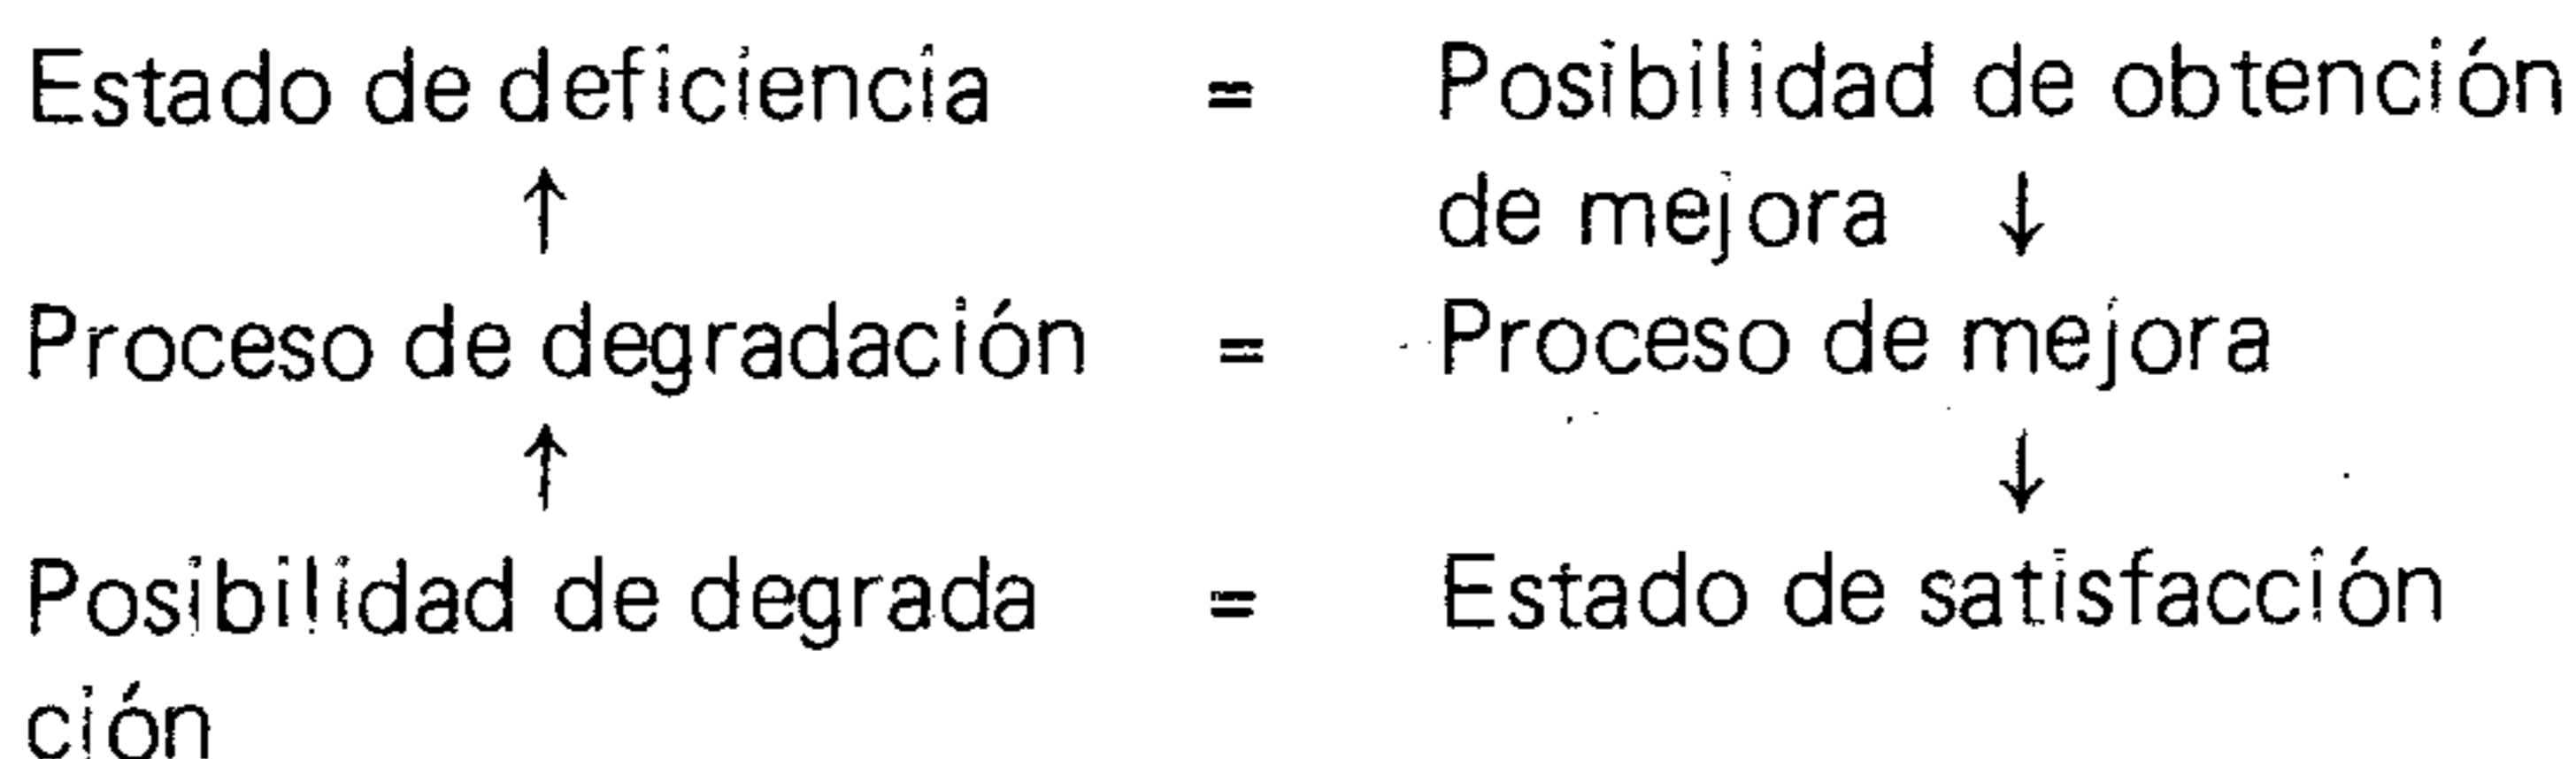 Estado de deficiencia = Posibilidad de obtención
↑ de mejora ↓
Proceso de degradación = Proceso de mejora
↑ ↓
Posibilidad de degrada = Estado de satisfacción
ción